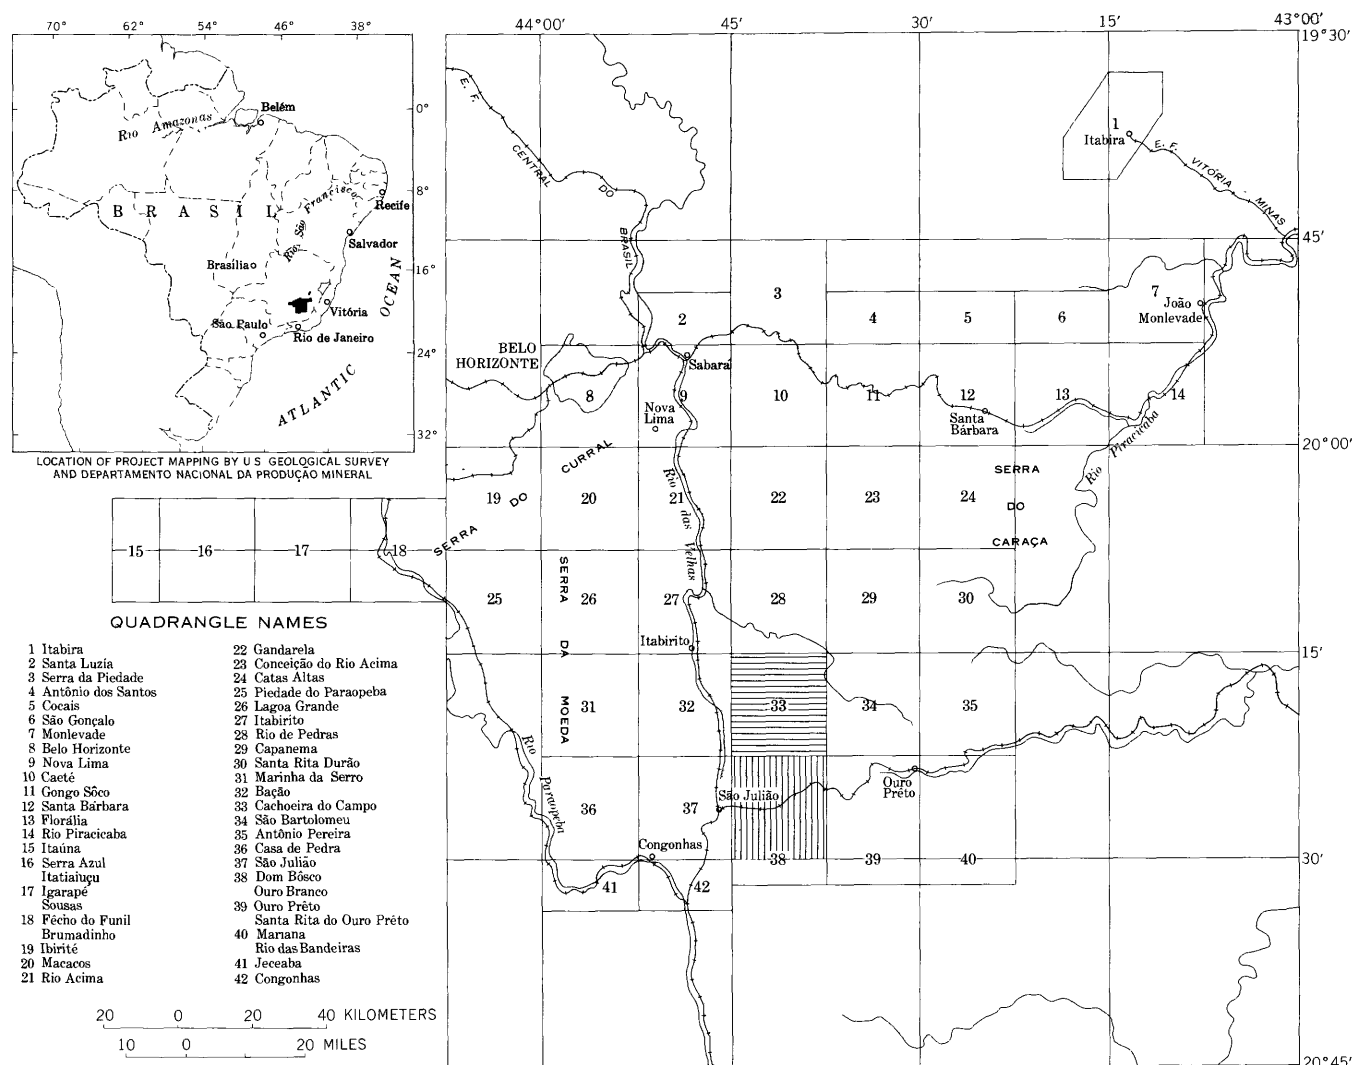 70° 62° 54° 46° 38°
44°00' 45' 30' 15' 43°00'
19°30'
0°
8°
16°
24°
32°
Belém
Rio Amazonas
BRASIL
Rio São Francisco
Recife
Salvador
Brasília
Vitória
São Paulo
Rio de Janeiro
ATLANTIC OCEAN
LOCATION OF PROJECT MAPPING BY U S GEOLOGICAL SURVEY
AND DEPARTAMENTO NACIONAL DA PRODUÇÃO MINERAL
E. F. CENTRAL DO BRASIL
1
Itabira
E. F. VITÓRIA - MINAS
45'
3
7
João
Monlevade
2
4 5 6
BELO
HORIZONTE
Sabará
8 9 10 11 12 13 14
Nova
Lima
Santa
Bárbara
Rio Piracicaba
20°00'
SERRA DO CURRAL
SERRA
DO
CARAÇA
19 20 21 22 23 24
Rio das Velhas
15 16 17 18
SERRA DA MOEDA
25 26 27 28 29 30
Itabirito
15'
31 32 33 34 35
Rio Paraopeba
Ouro
Prêto
São Julião
36 37
Congonhas
38 39 40
30'
41 42
20°45'
QUADRANGLE NAMES
1 Itabira
2 Santa Luzía
3 Serra da Piedade
4 Antônio dos Santos
5 Cocais
6 São Gonçalo
7 Monlevade
8 Belo Horizonte
9 Nova Lima
10 Caeté
11 Gongo Sôco
12 Santa Bárbara
13 Florália
14 Rio Piracicaba
15 Itaúna
16 Serra Azul
Itatiaiuçu
17 Igarapé
Sousas
18 Fêcho do Funil
Brumadinho
19 Ibirité
20 Macacos
21 Rio Acima
22 Gandarela
23 Conceição do Rio Acima
24 Catas Altas
25 Piedade do Paraopeba
26 Lagoa Grande
27 Itabirito
28 Rio de Pedras
29 Capanema
30 Santa Rita Durão
31 Marinha da Serro
32 Bação
33 Cachoeira do Campo
34 São Bartolomeu
35 Antônio Pereira
36 Casa de Pedra
37 São Julião
38 Dom Bôsco
Ouro Branco
39 Ouro Prêto
Santa Rita do Ouro Prêto
40 Mariana
Rio das Bandeiras
41 Jeceaba
42 Congonhas
20 0 20 40 KILOMETERS
10 0 20 MILES